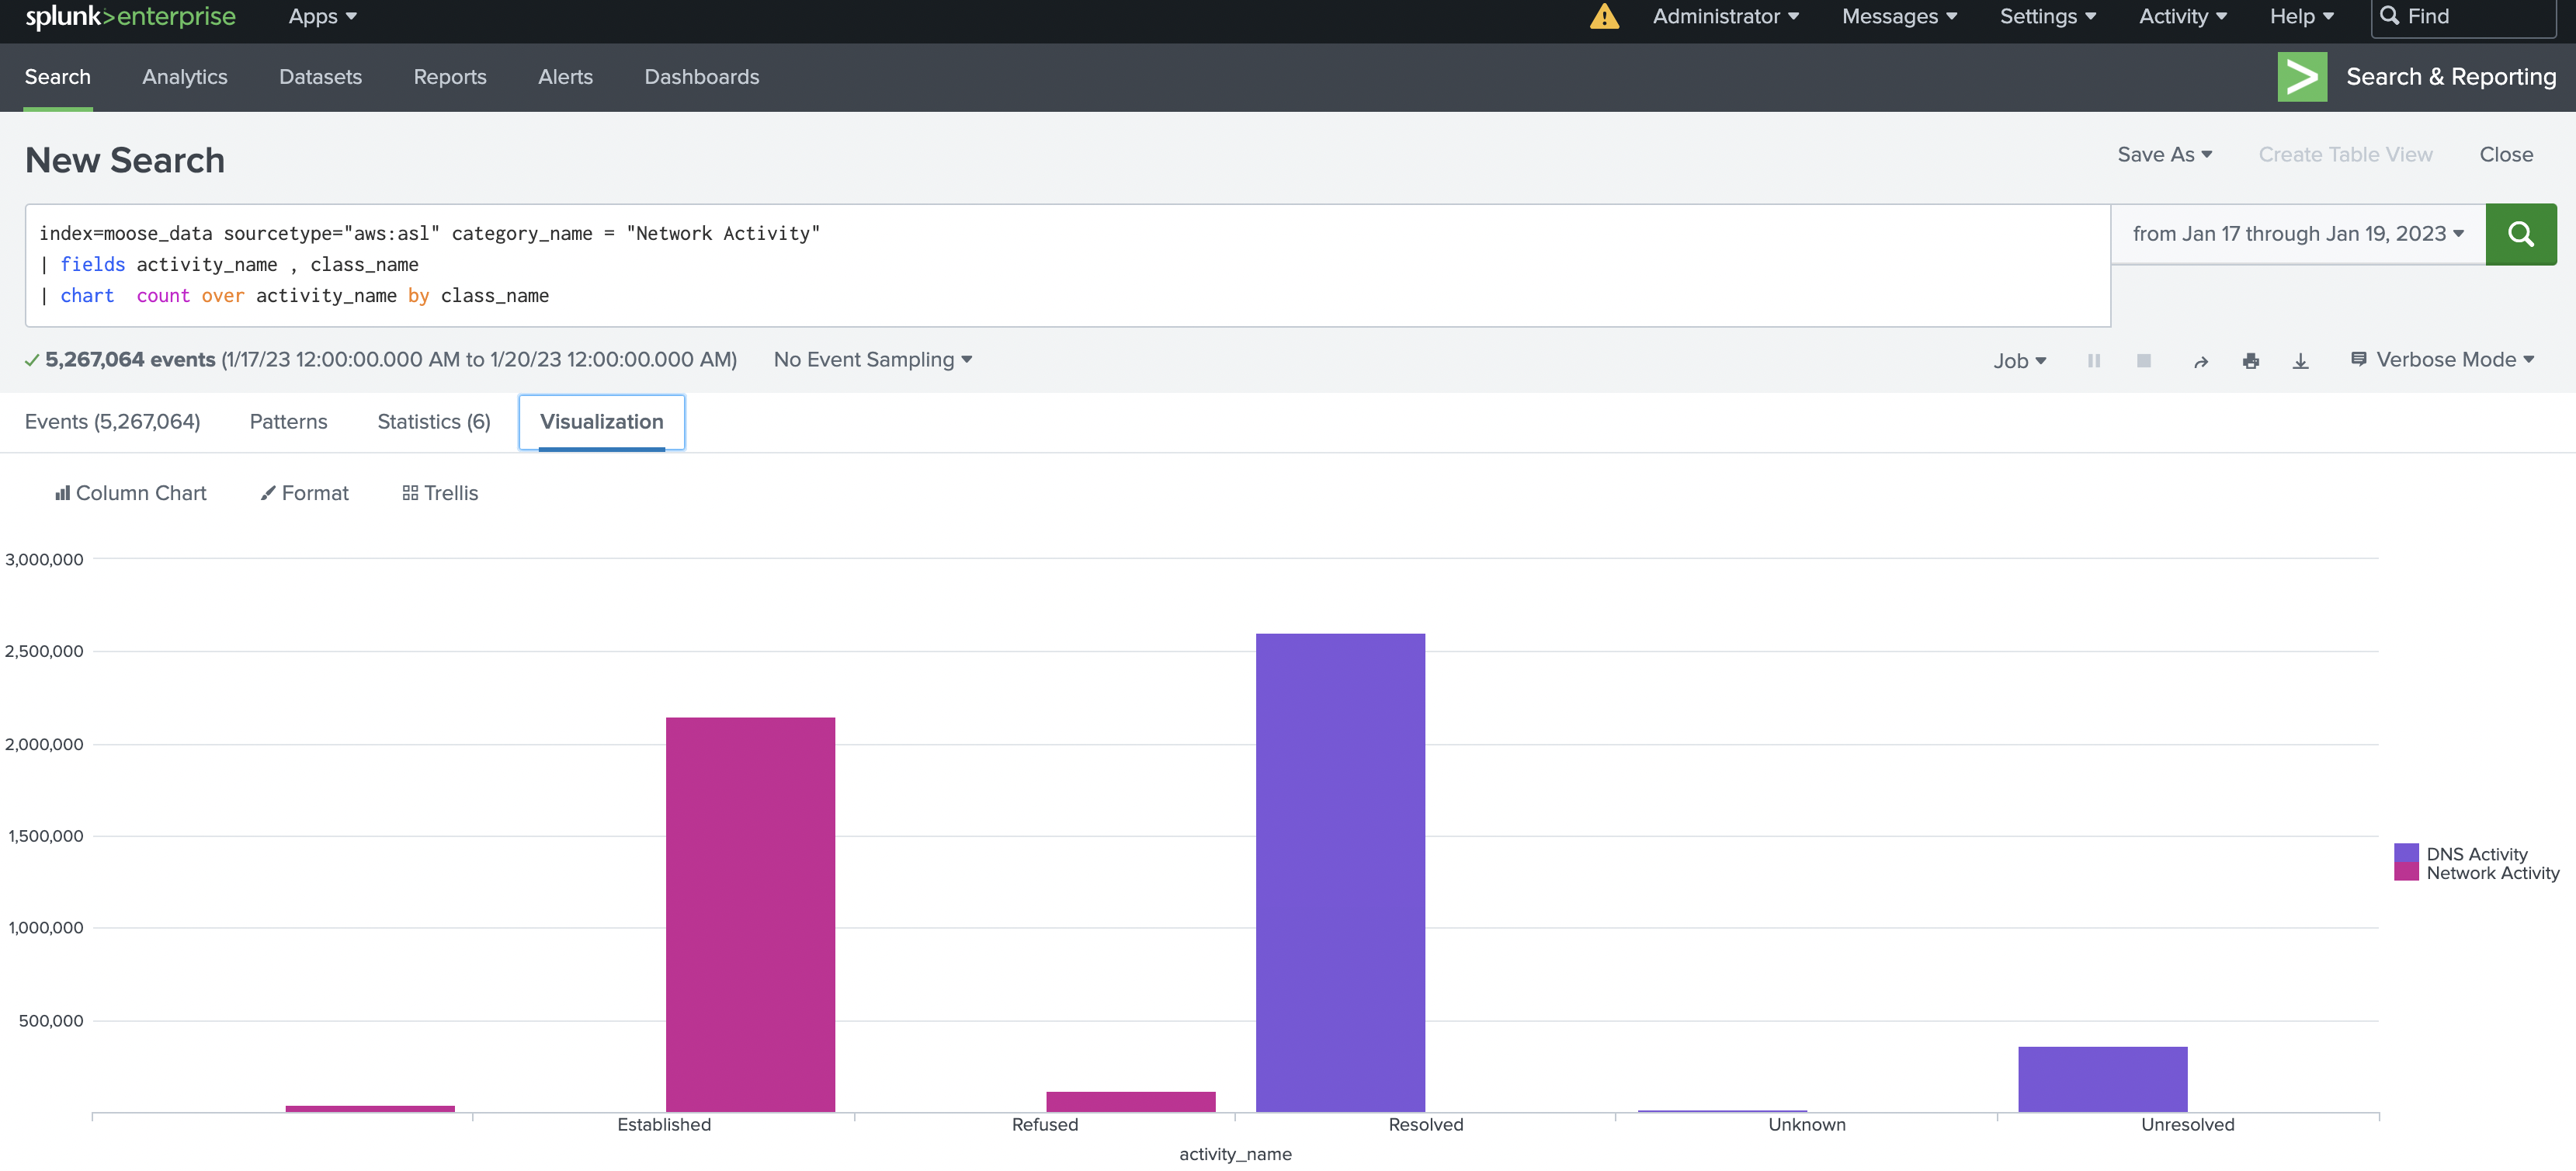 splunk>enterprise Apps Administrator Messages Settings Activity Help Find
Search Analytics Datasets Reports Alerts Dashboards Search & Reporting
New Search Save As Create Table View Close
index=moose_data sourcetype="aws:asl" category_name = "Network Activity" from Jan 17 through Jan 19, 2023
| fields activity_name , class_name
| chart  count over activity_name by class_name
5,267,064 events (1/17/23 12:00:00.000 AM to 1/20/23 12:00:00.000 AM) No Event Sampling Job Verbose Mode
Events (5,267,064) Patterns Statistics (6) Visualization
Column Chart Format Trellis
3,000,000
2,500,000
2,000,000
1,500,000
1,000,000
500,000
DNS Activity
Network Activity
Established Refused Resolved Unknown Unresolved
activity_name